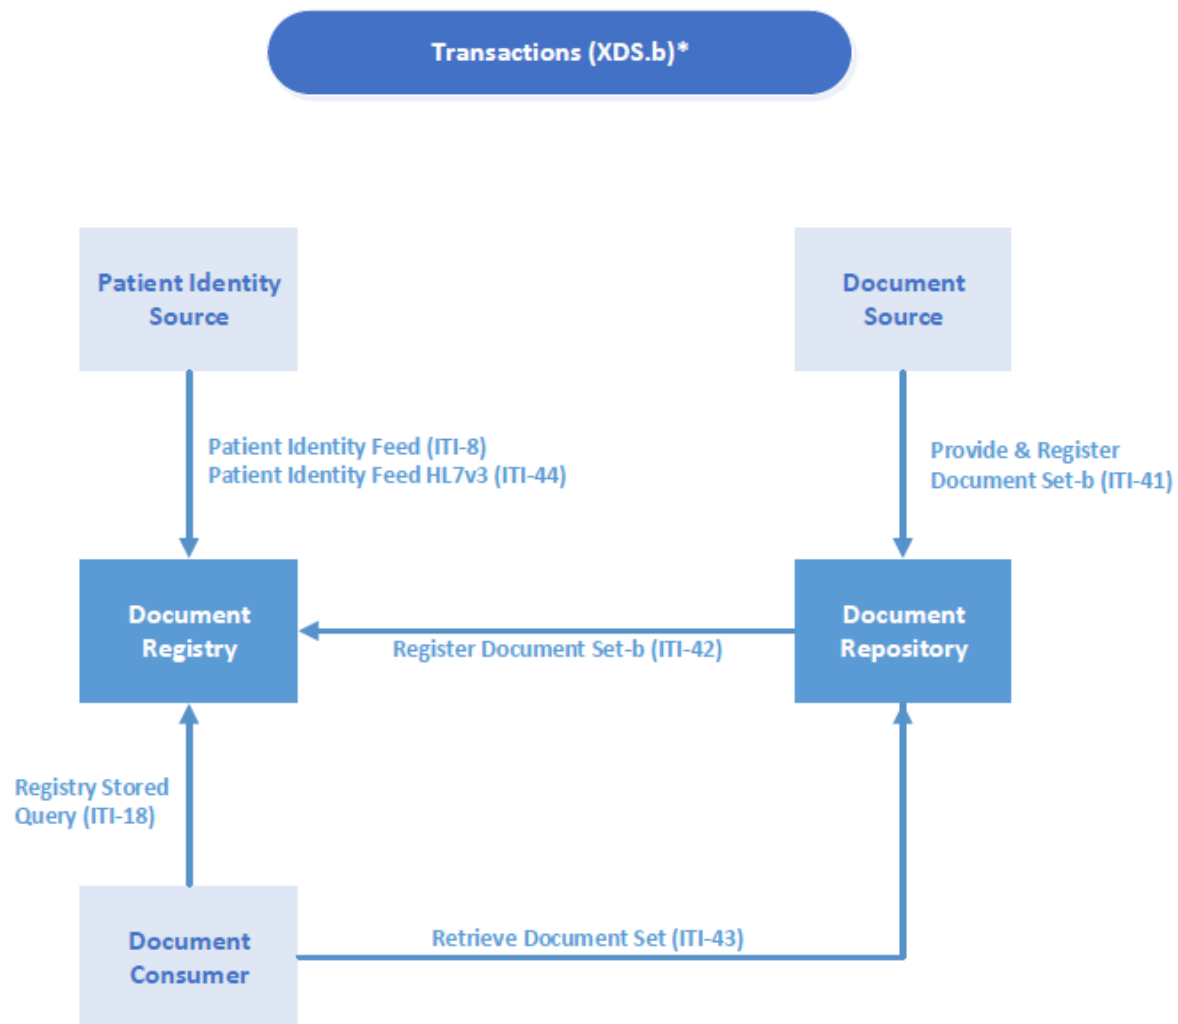 Transactions (XDS.b)*
Patient Identity
Source
Document
Source
Patient Identity Feed (ITI-8)
Patient Identity Feed HL7v3 (ITI-44)
Provide & Register
Document Set-b (ITI-41)
Document
Registry
Register Document Set-b (ITI-42)
Document
Repository
Registry Stored
Query (ITI-18)
Document
Consumer
Retrieve Document Set (ITI-43)